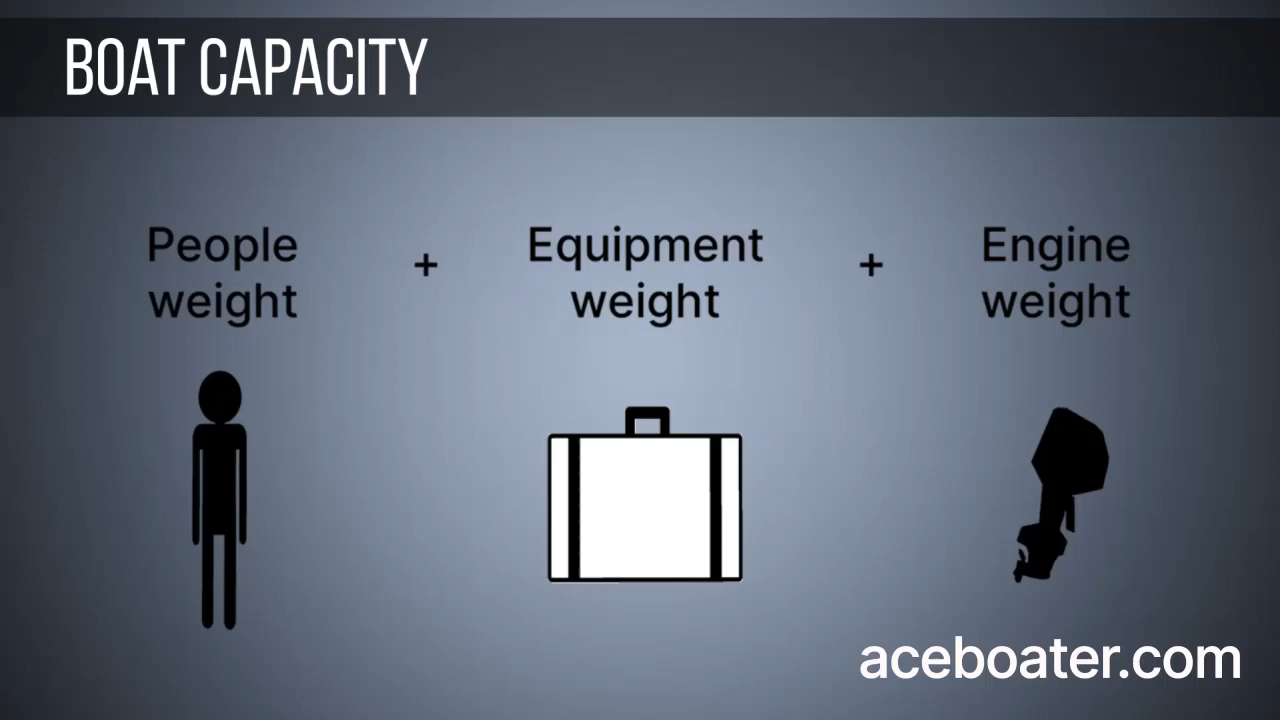 BOAT CAPACITY
People
weight
+
Equipment
weight
+
Engine
weight
aceboater.com